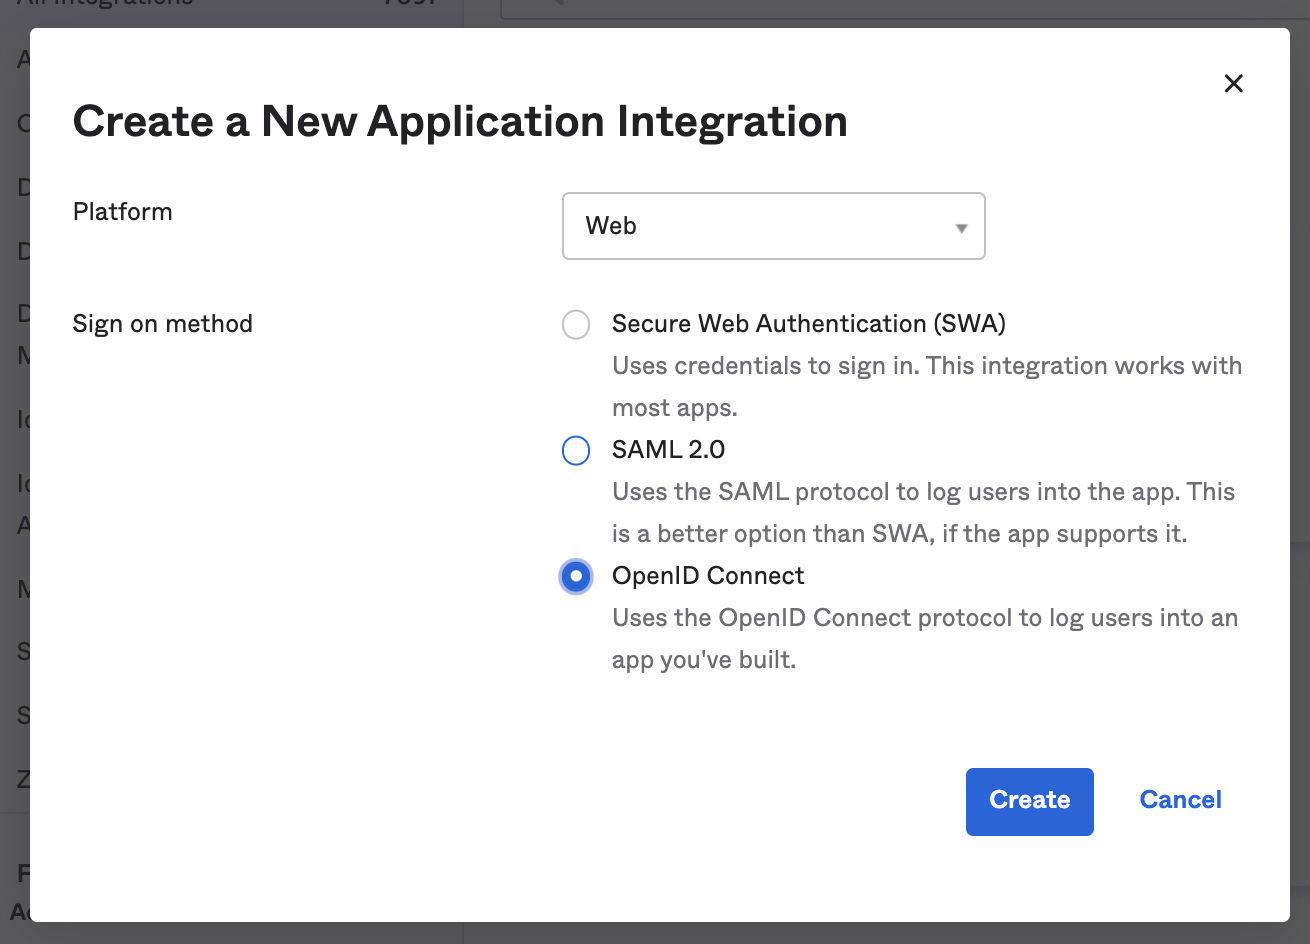 Create a New Application Integration
Platform
Web
Sign on method
Secure Web Authentication (SWA)
Uses credentials to sign in. This integration works with
most apps.
SAML 2.0
Uses the SAML protocol to log users into the app. This
is a better option than SWA, if the app supports it.
OpenID Connect
Uses the OpenID Connect protocol to log users into an
app you've built.
Create
Cancel